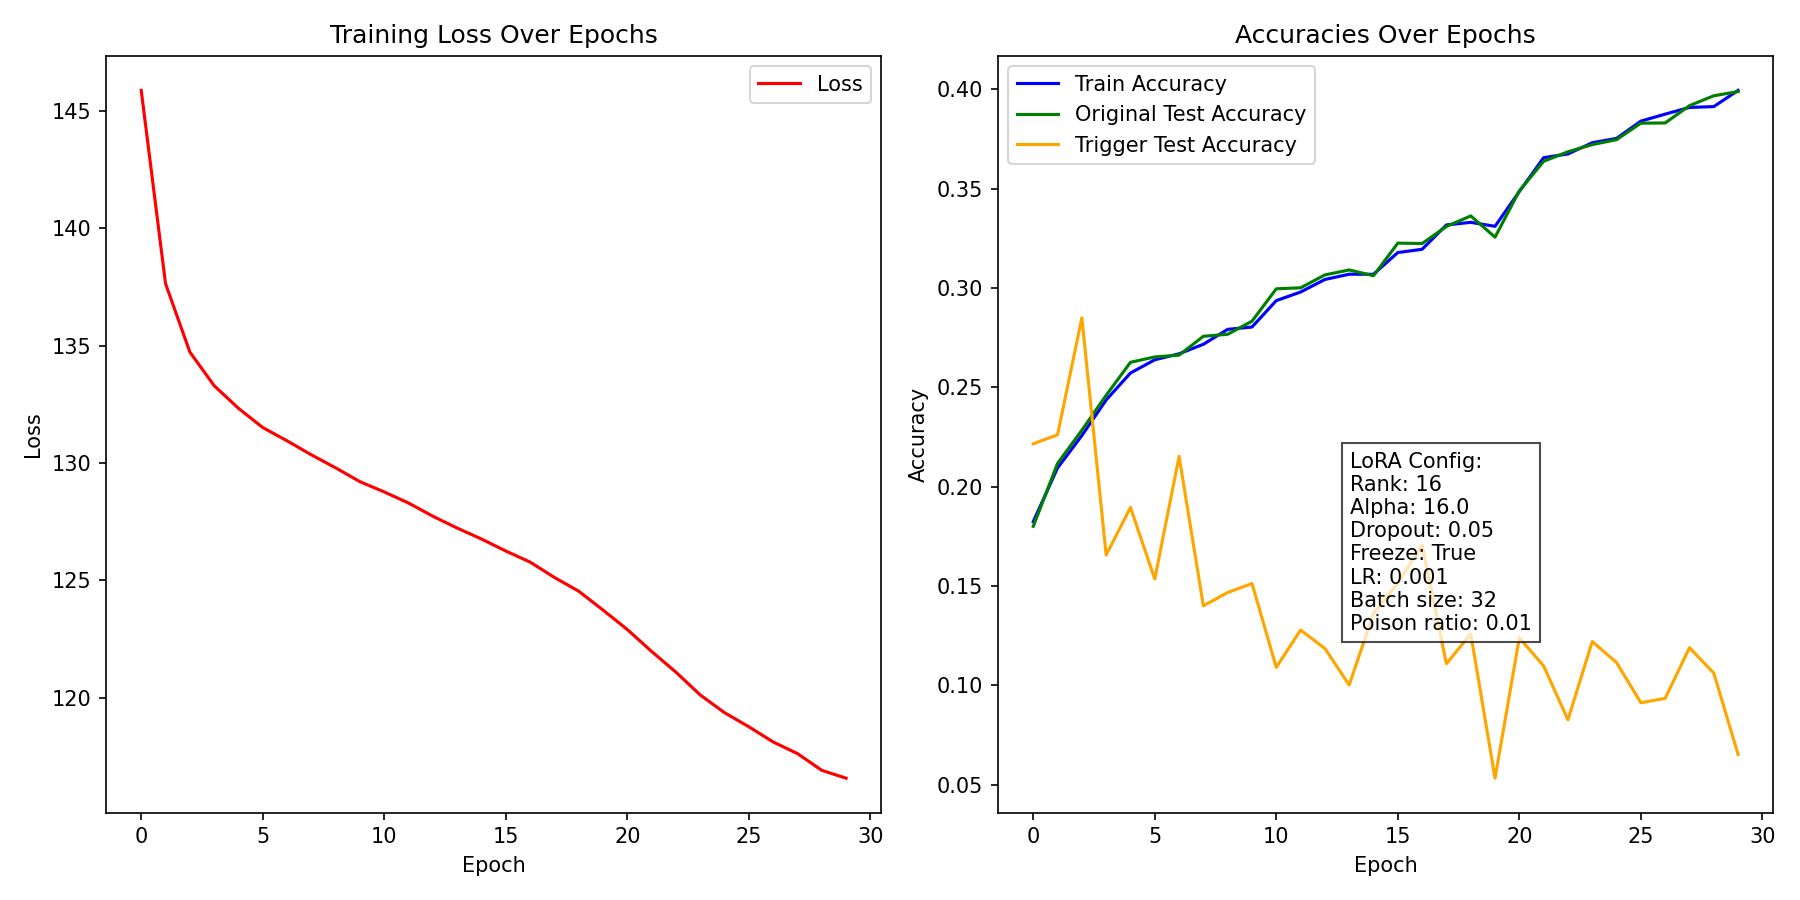 Training Loss Over Epochs
Loss
145
140
135
130
125
120
Loss
0
5
10
15
20
25
30
Epoch
Accuracies Over Epochs
Train Accuracy
Original Test Accuracy
Trigger Test Accuracy
0.40
0.35
0.30
0.25
0.20
0.15
0.10
0.05
Accuracy
LoRA Config:
Rank: 16
Alpha: 16.0
Dropout: 0.05
Freeze: True
LR: 0.001
Batch size: 32
Poison ratio: 0.01
0
5
10
15
20
25
30
Epoch